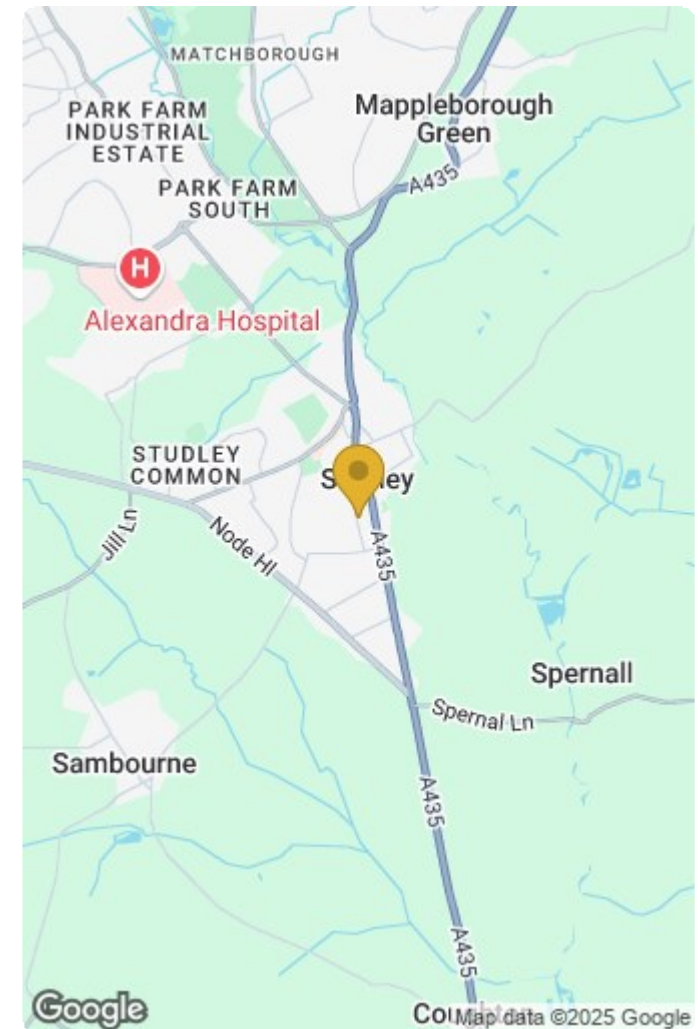 MATCHBOROUGH
PARK FARM
INDUSTRIAL
ESTATE
Mappleborough
Green
A435
PARK FARM
SOUTH
H
Alexandra Hospital
STUDLEY
COMMON
Jill Ln
Node Hl
A435
Spernall
Spernal Ln
Sambourne
A435
A435
Google
Map data ©2025 Google